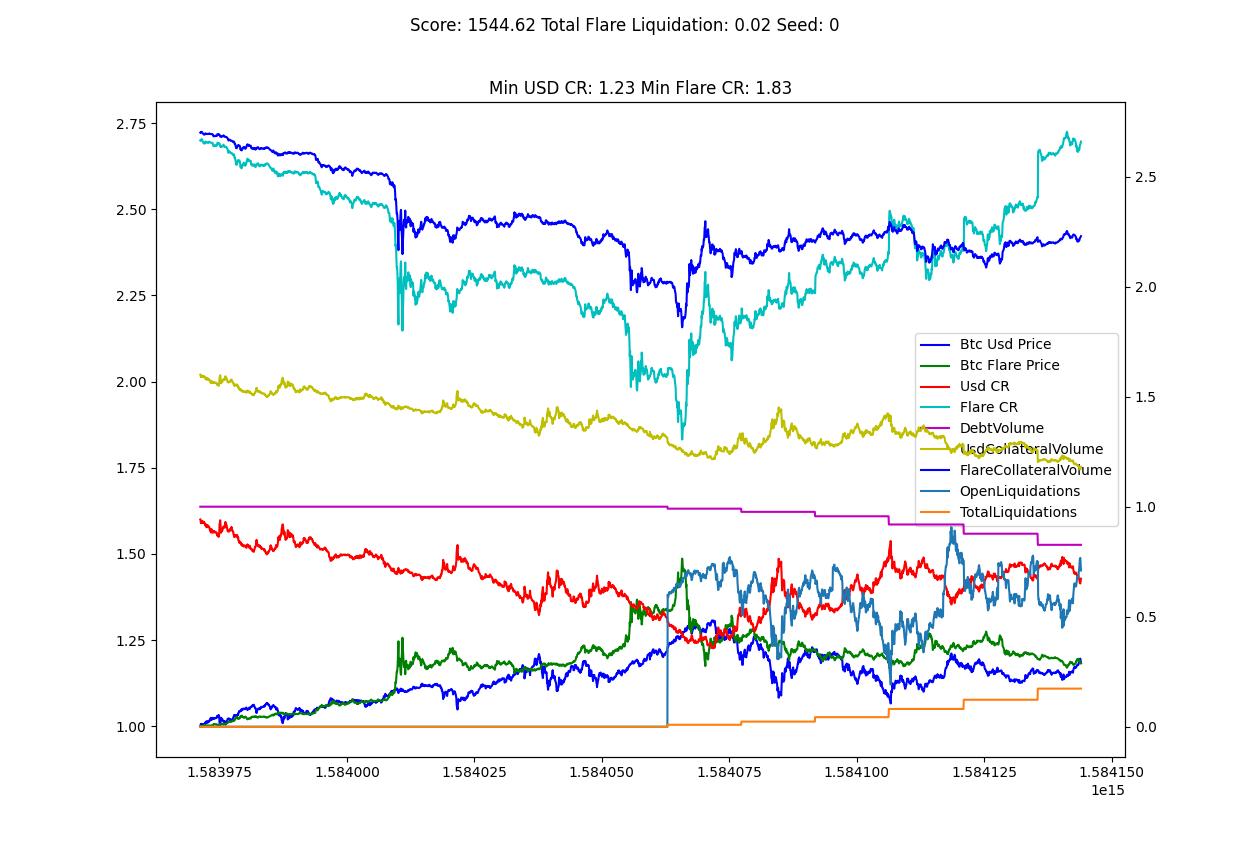 Score: 1544.62 Total Flare Liquidation: 0.02 Seed: 0
Min USD CR: 1.23 Min Flare CR: 1.83
2.75
2.50
2.25
2.00
1.75
1.50
1.25
1.00
2.5
2.0
1.5
1.0
0.5
0.0
Btc Usd Price
Btc Flare Price
Usd CR
Flare CR
DebtVolume
UsdCollateralVolume
FlareCollateralVolume
OpenLiquidations
TotalLiquidations
1.583975 1.584000 1.584025 1.584050 1.584075 1.584100 1.584125 1.584150
1e15